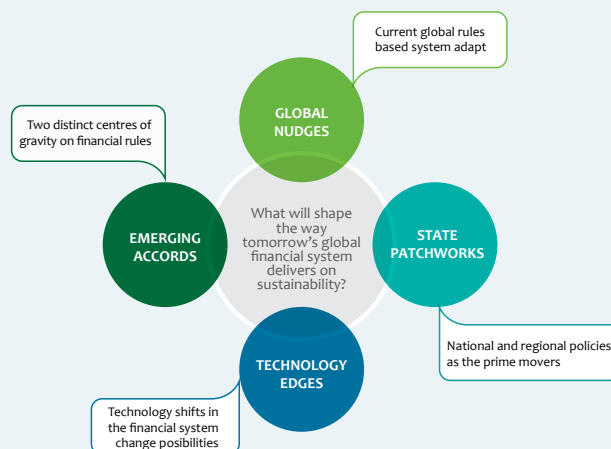 Current global rules
based system adapt
GLOBAL
NUDGES
Two distinct centres of
gravity on financial rules
EMERGING
ACCORDS
What will shape
the way
tomorrow's global
financial system
delivers on
sustainability?
STATE
PATCHWORKS
National and regional policies
as the prime movers
TECHNOLOGY
EDGES
Technology shifts in
the financial system
change posibilities